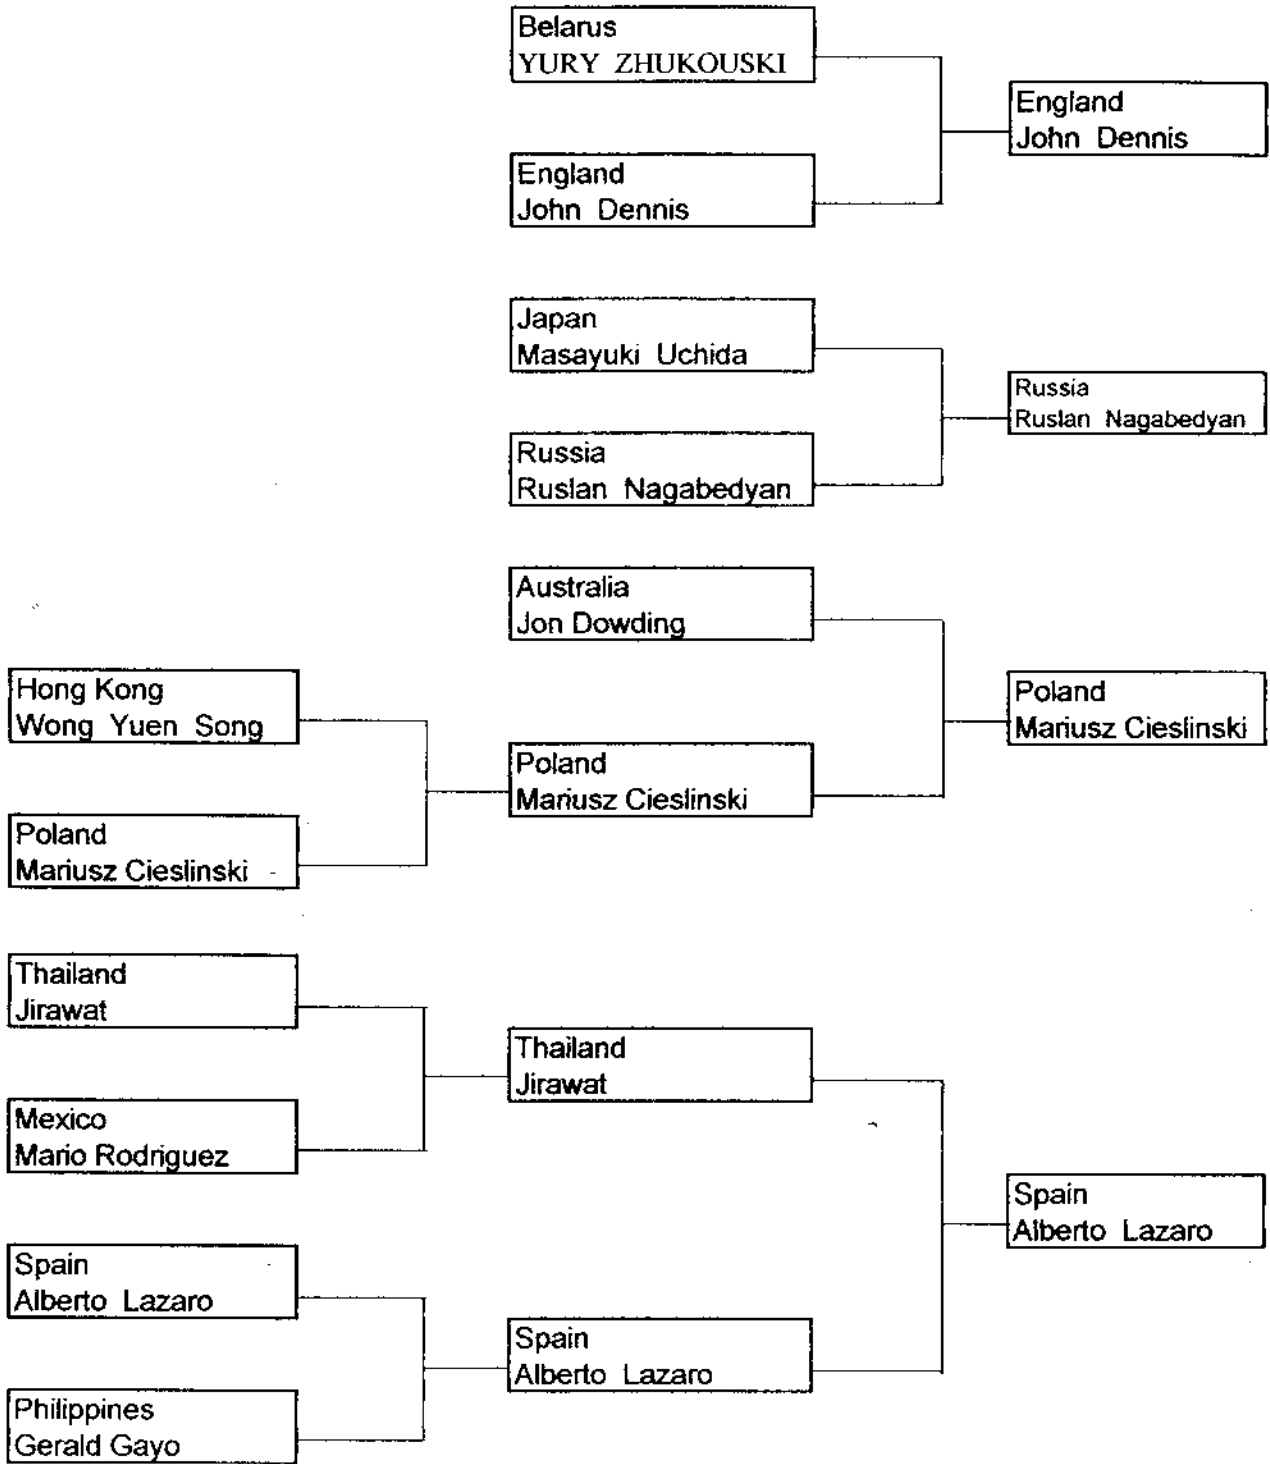 Belarus
YURY ZHUKOUSKI
England
John Dennis
England
John Dennis
Japan
Masayuki Uchida
Russia
Ruslan Nagabedyan
Russia
Ruslan Nagabedyan
Australia
Jon Dowding
Hong Kong
Wong Yuen Song
Poland
Mariusz Cieslinski
Poland
Mariusz Cieslinski
Poland
Mariusz Cieslinski
Thailand
Jirawat
Thailand
Jirawat
Mexico
Mario Rodriguez
Spain
Alberto Lazaro
Spain
Alberto Lazaro
Spain
Alberto Lazaro
Philippines
Gerald Gayo